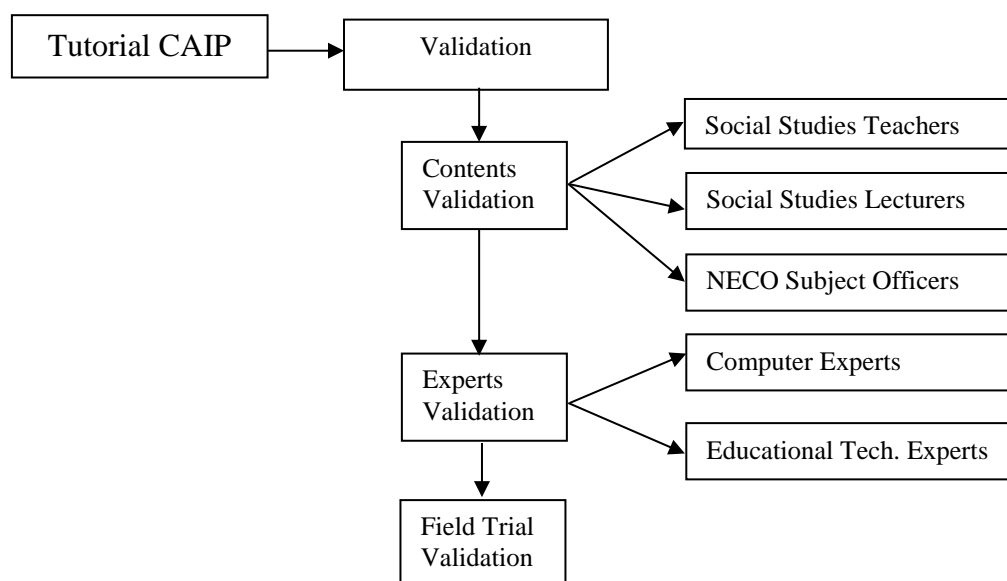 Tutorial CAIP
Validation
Social Studies Teachers
Contents
Validation
Social Studies Lecturers
NECO Subject Officers
Computer Experts
Experts
Validation
Educational Tech. Experts
Field Trial
Validation